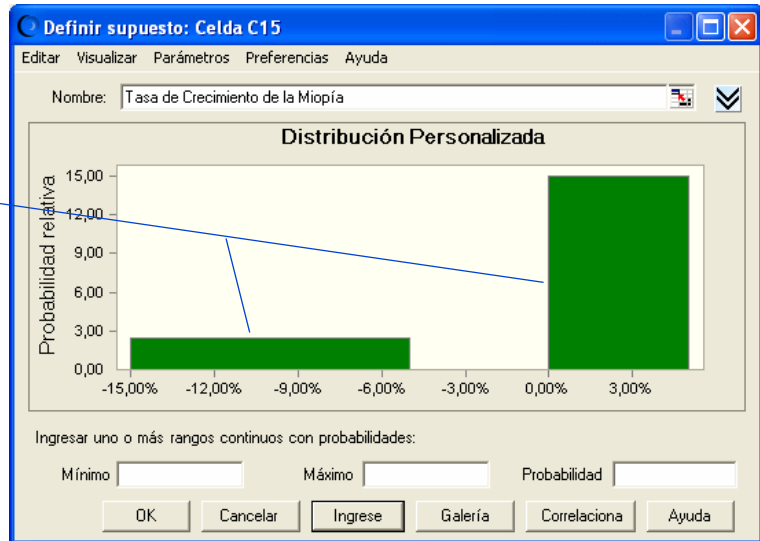 Definir supuesto: Celda C15
Editar Visualizar Parámetros Preferencias Ayuda
Nombre: Tasa de Crecimiento de la Miopía
Distribución Personalizada
Probabilidad relativa
15,00
12,00
9,00
6,00
3,00
0,00
-15,00% -12,00% -9,00% -6,00% -3,00% 0,00% 3,00%
Ingresar uno o más rangos continuos con probabilidades:
Mínimo Máximo Probabilidad
OK Cancelar Ingrese Galería Correlaciona Ayuda